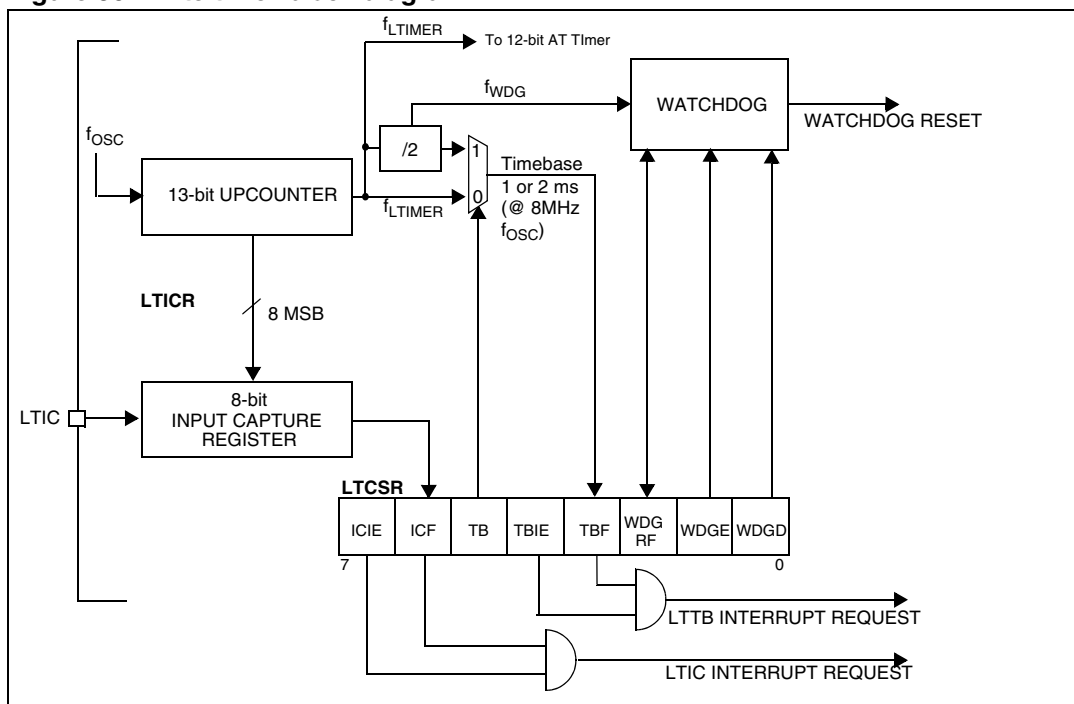 fLTIMER
To 12-bit AT TImer
fWDG
WATCHDOG
WATCHDOG RESET
fOSC
/2
1
0
Timebase
1 or 2 ms
(@ 8MHz
fOSC)
13-bit UPCOUNTER
fLTIMER
LTICR
8 MSB
LTIC
8-bit
INPUT CAPTURE
REGISTER
LTCSR
ICIE ICF TB TBIE TBF WDG RF WDGE WDGD
7 0
LTTB INTERRUPT REQUEST
LTIC INTERRUPT REQUEST